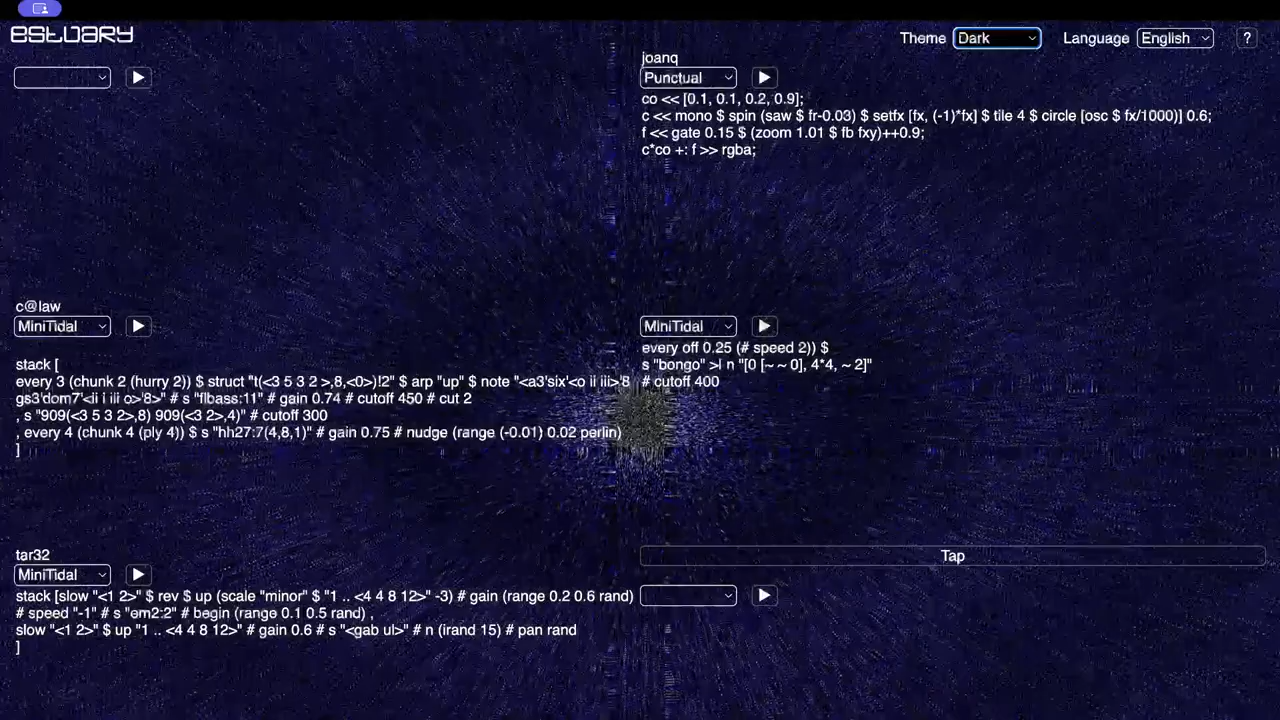 estuary
Theme Dark Language English ?
joanq
Punctual
co << [0.1, 0.1, 0.2, 0.9];
c << mono $ spin (saw $ fr-0.03) $ setfx [fx, (-1)*fx] $ tile 4 $ circle [osc $ fx/1000)] 0.6;
f << gate 0.15 $ (zoom 1.01 $ fb fxy)++0.9;
c*co +: f >> rgba;
c@law
MiniTidal
stack [
every 3 (chunk 2 (hurry 2)) $ struct "t(<3 5 3 2 >,8,<0>)!2" $ arp "up" $ note "<a3'six'<o ii iii>'8
gs3'dom7'<ii i iii o>'8>" # s "flbass:11" # gain 0.74 # cutoff 450 # cut 2
, s "909(<3 5 3 2>,8) 909(<3 2>,4)" # cutoff 300
, every 4 (chunk 4 (ply 4)) $ s "hh27:7(4,8,1)" # gain 0.75 # nudge (range (-0.01) 0.02 perlin)
]
MiniTidal
every off 0.25 (# speed 2)) $
s "bongo" >| n "[0 [~ ~ 0], 4*4, ~ 2]"
# cutoff 400
tar32
MiniTidal
stack [slow "<1 2>" $ rev $ up (scale "minor" $ "1 .. <4 4 8 12>" -3) # gain (range 0.2 0.6 rand)
# speed "-1" # s "em2:2" # begin (range 0.1 0.5 rand) ,
slow "<1 2>" $ up "1 .. <4 4 8 12>" # gain 0.6 # s "<gab ul>" # n (irand 15) # pan rand
]
Tap